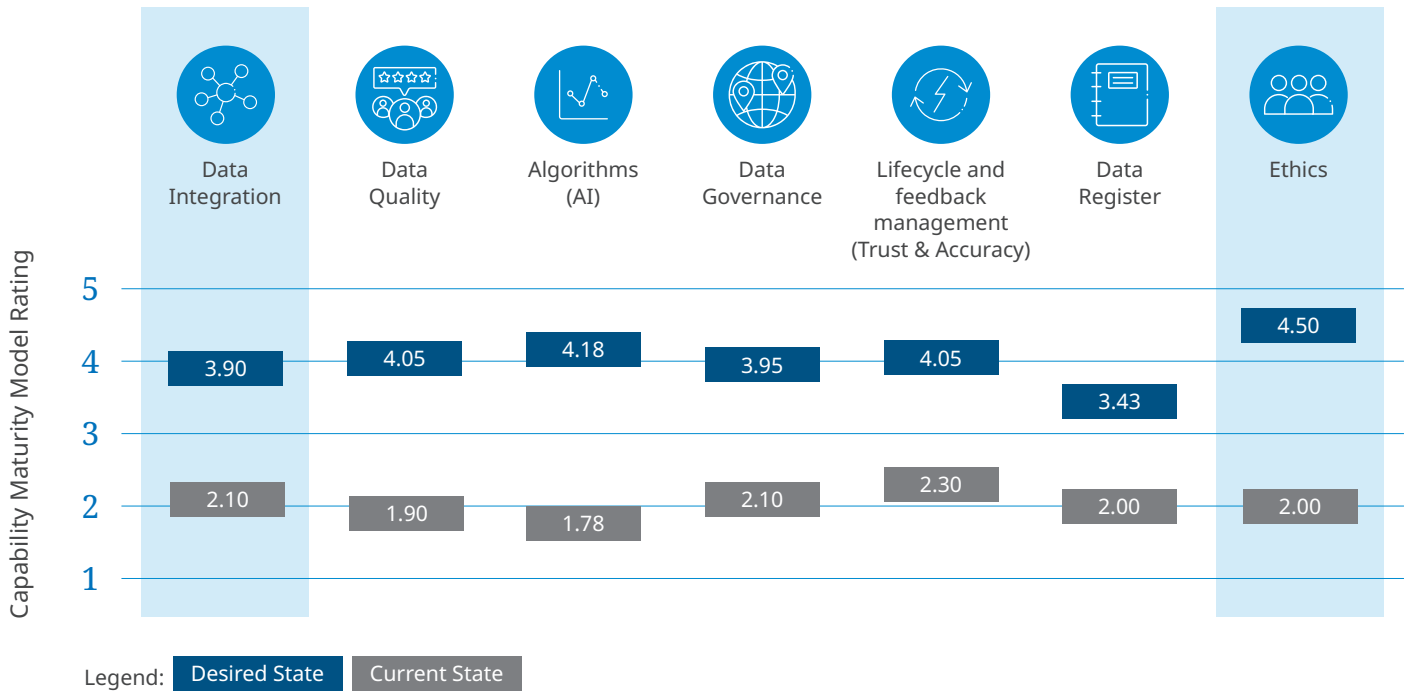 Data
Integration
Data
Quality
Algorithms
(AI)
Data
Governance
Lifecycle and
feedback
management
(Trust & Accuracy)
Data
Register
Ethics
Capability Maturity Model Rating
5
4
3
2
1
3.90
4.05
4.18
3.95
4.05
3.43
4.50
2.10
1.90
1.78
2.10
2.30
2.00
2.00
Legend:
Desired State
Current State